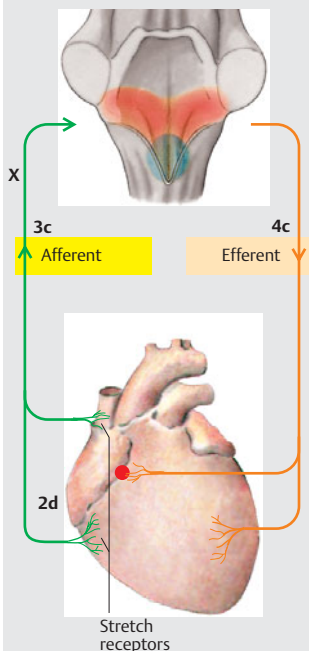 X
3c
4c
Afferent
Efferent
2d
Stretch
receptors